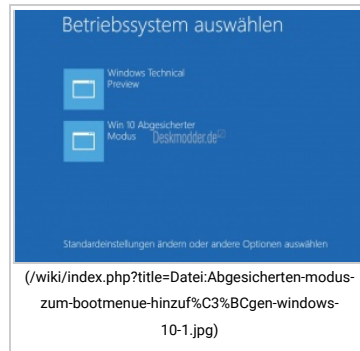 Betriebssystem auswählen
Windows Technical
Preview
Win 10 Abgesicherter
Modus
Deskmodder.de
Standardeinstellungen ändern oder andere Optionen auswählen
(/wiki/index.php?title=Datei:Abgesicherten-modus-
zum-bootmenue-hinzuf%C3%BCgen-windows-
10-1.jpg)